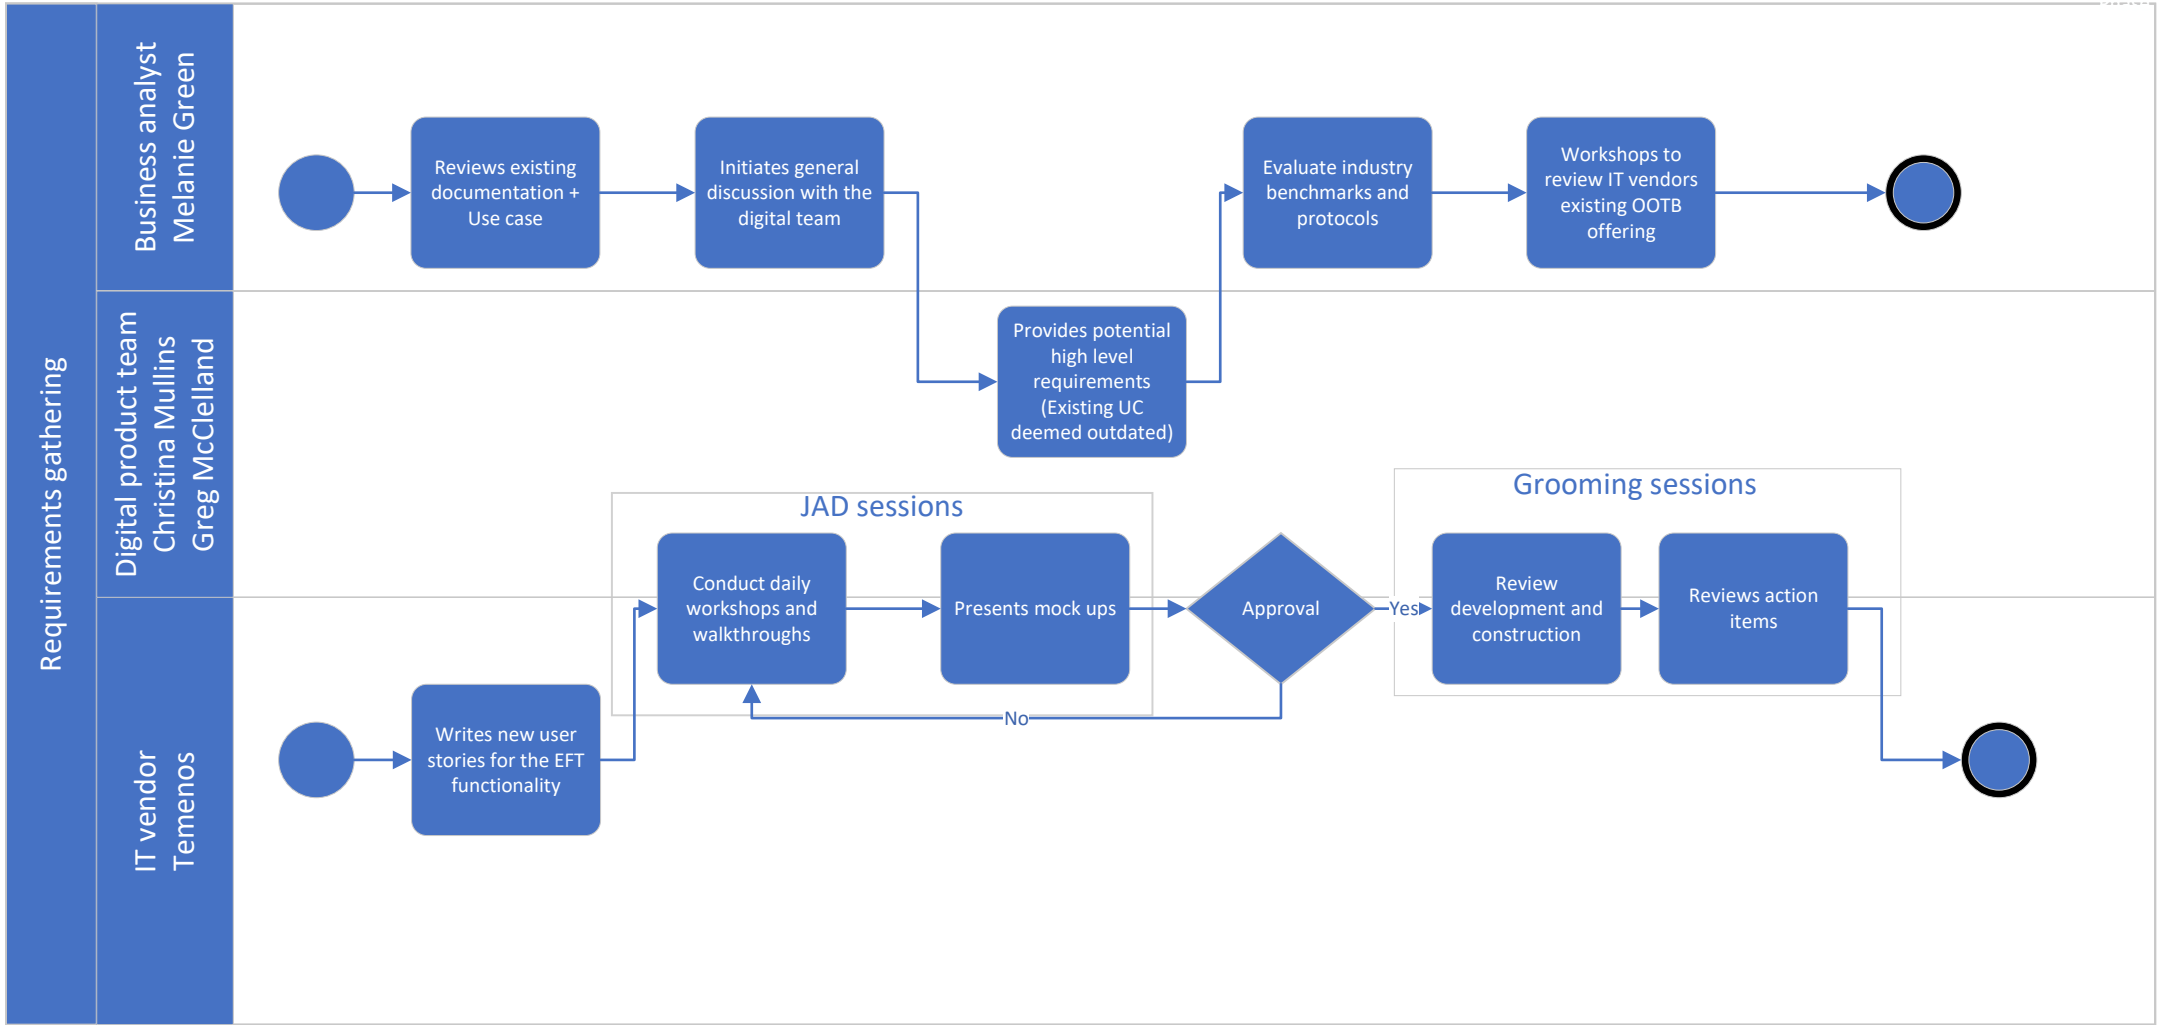 Requirements gathering
Business analyst
Melanie Green
Reviews existing
documentation +
Use case
Initiates general
discussion with the
digital team
Evaluate industry
benchmarks and
protocols
Workshops to
review IT vendors
existing OOTB
offering
Digital product team
Christina Mullins
Greg McClelland
Provides potential
high level
requirements
(Existing UC
deemed outdated)
JAD sessions
Conduct daily
workshops and
walkthroughs
Presents mock ups
Approval
Yes
No
Grooming sessions
Review
development and
construction
Reviews action
items
IT vendor
Temenos
Writes new user
stories for the EFT
functionality